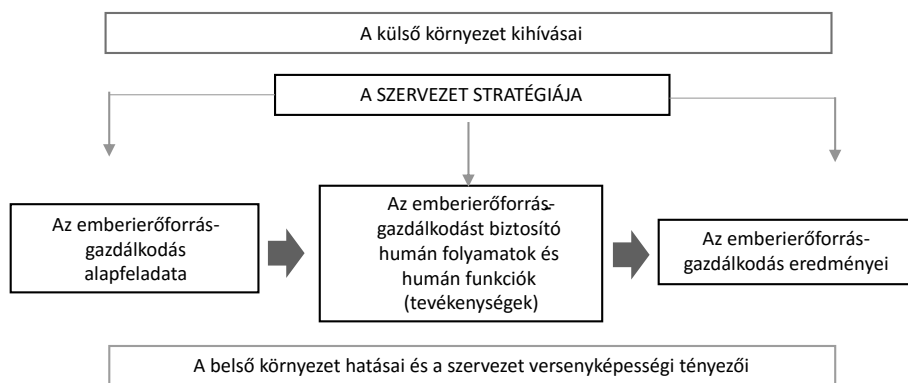 A külső környezet kihívásai
A SZERVEZET STRATÉGIÁJA
Az emberierőforrás-
gazdálkodás
alapfeladata
Az emberierőforrás-
gazdálkodást biztosító
humán folyamatok és
humán funkciók
(tevékenységek)
Az emberierőforrás-
gazdálkodás eredményei
A belső környezet hatásai és a szervezet versenyképességi tényezői